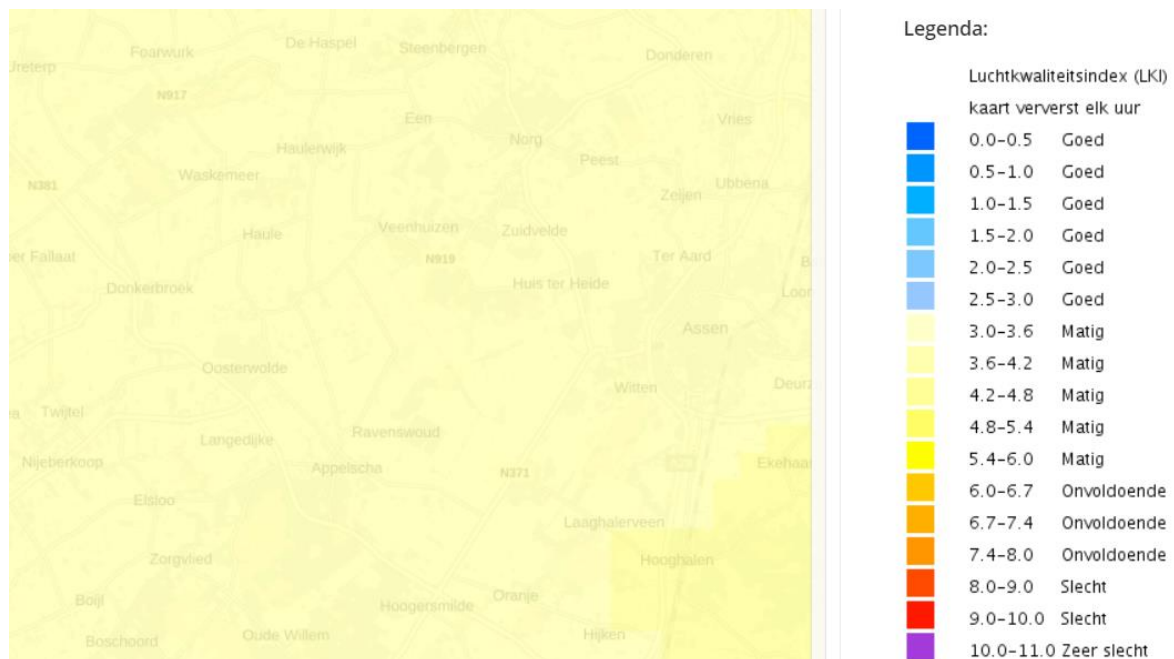 De Haspel
Foarwurk
Steenbergen
Donderen
Ureterp
N917
Een
Vries
Norg
Haulerwijk
Peest
Waskemeer
N381
Zeijen
Ubbena
Veenhuizen
Zuidvelde
Haule
er Fallaat
N919
Ter Aard
Donkerbroek
Huis ter Heide
Loon
Assen
Oosterwolde
Witten
Twijtel
Ravenswoud
Langedijke
Nijeberkoop
Appelscha
N371
Elsloo
Laaghalerveen
Zorgvlied
Hooghalen
Boijl
Hoogersmilde
Oranje
Boschoord
Oude Willem
Hijken
Legenda:
Luchtkwaliteitsindex (LKI)
kaart ververst elk uur
0.0-0.5 Goed
0.5-1.0 Goed
1.0-1.5 Goed
1.5-2.0 Goed
2.0-2.5 Goed
2.5-3.0 Goed
3.0-3.6 Matig
3.6-4.2 Matig
4.2-4.8 Matig
4.8-5.4 Matig
5.4-6.0 Matig
6.0-6.7 Onvoldoende
6.7-7.4 Onvoldoende
7.4-8.0 Onvoldoende
8.0-9.0 Slecht
9.0-10.0 Slecht
10.0-11.0 Zeer slecht